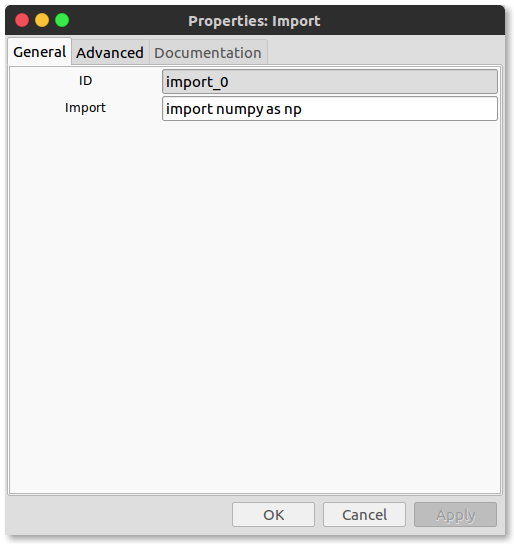 Properties: Import
General Advanced Documentation
ID import_0
Import import numpy as np
OK Cancel Apply